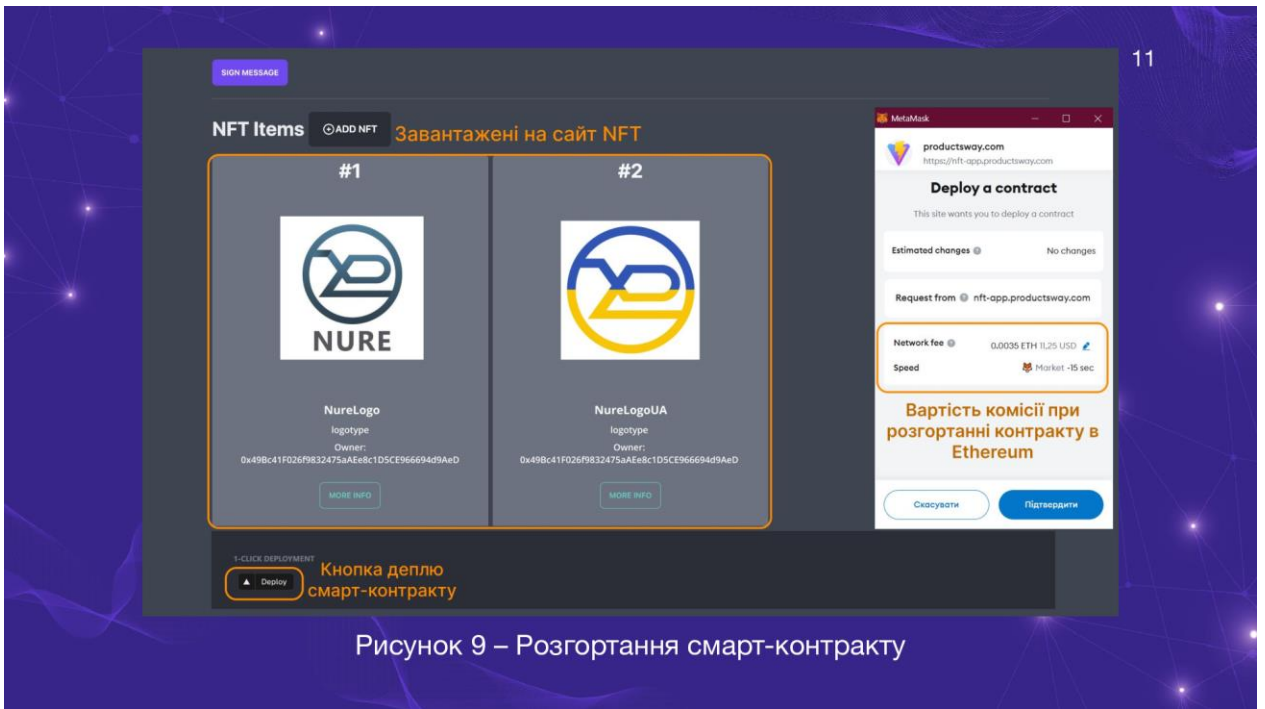 11
SIGN MESSAGE
NFT Items
ADD NFT
Завантажені на сайт NFT
#1
NURE
NureLogo
logotype
Owner:
0x49Bc41F026f9832475aAEe8c1D5CE966694d9AeD
MORE INFO
#2
NureLogoUA
logotype
Owner:
0x49Bc41F026f9832475aAEe8c1D5CE966694d9AeD
MORE INFO
1-CLICK DEPLOYMENT
Deploy
Кнопка деплю
смарт-контракту
MetaMask
productsway.com
https://nft-app.productsway.com
Deploy a contract
This site wants you to deploy a contract
Estimated changes No changes
Request from nft-app.productsway.com
Network fee 0,0035 ETH 11,25 USD
Speed Market ~15 sec
Вартість комісії при
розгортанні контракту в
Ethereum
Скасувати Підтвердити
Рисунок 9 – Розгортання смарт-контракту